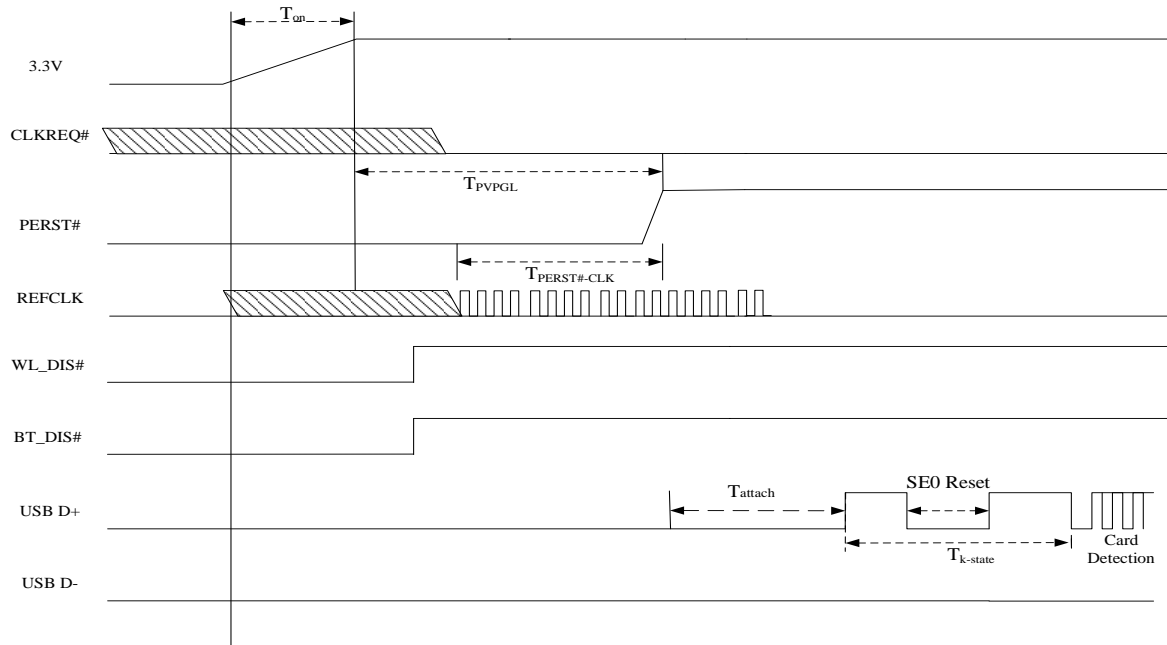 Ton
3.3V
CLKREQ#
TPVPGL
PERST#
TPERST#-CLK
REFCLK
WL_DIS#
BT_DIS#
Tattach
SE0 Reset
USB D+
Tk-state
Card
Detection
USB D-